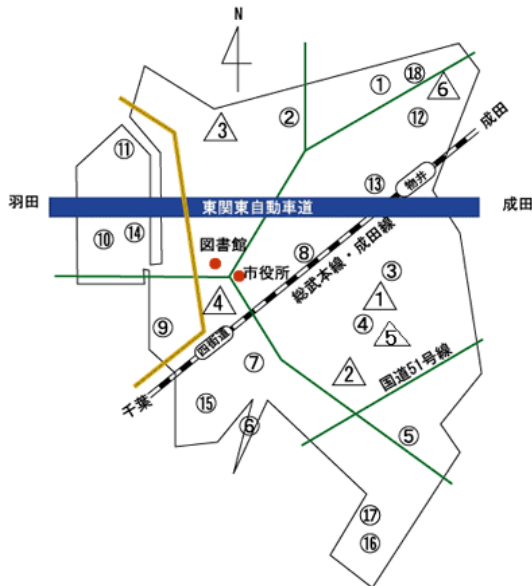 N
⑱
①
⑥
6
②
3
⑫
成田
⑪
⑬
物井
羽田
東関東自動車道
成田
⑩
⑭
図書館
⑧
市役所
総武本線・成田線
③
1
4
④
5
⑨
四街道
⑦
2
国道51号線
千葉
⑮
⑥
⑤
⑰
⑯